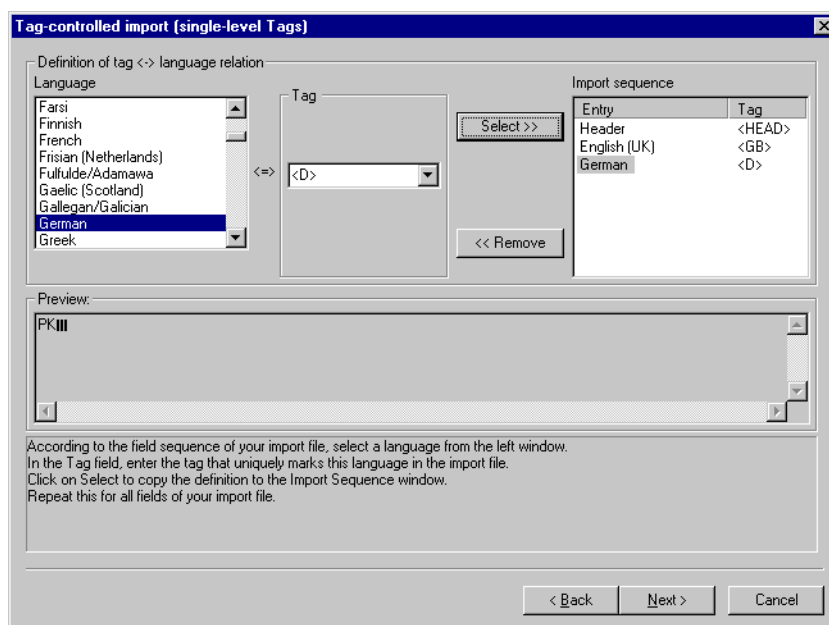 Tag-controlled import (single-level Tags)
Definition of tag <-> language relation
Language
Farsi
Finnish
French
Frisian (Netherlands)
Fulfulde/Adamawa
Gaelic (Scotland)
Gallegan/Galician
German
Greek
<=>
Tag
<D>
Select >>
<< Remove
Import sequence
Entry Tag
Header <HEAD>
English (UK) <GB>
German <D>
Preview:
PK
According to the field sequence of your import file, select a language from the left window.
In the Tag field, enter the tag that uniquely marks this language in the import file.
Click on Select to copy the definition to the Import Sequence window.
Repeat this for all fields of your import file.
< Back
Next >
Cancel